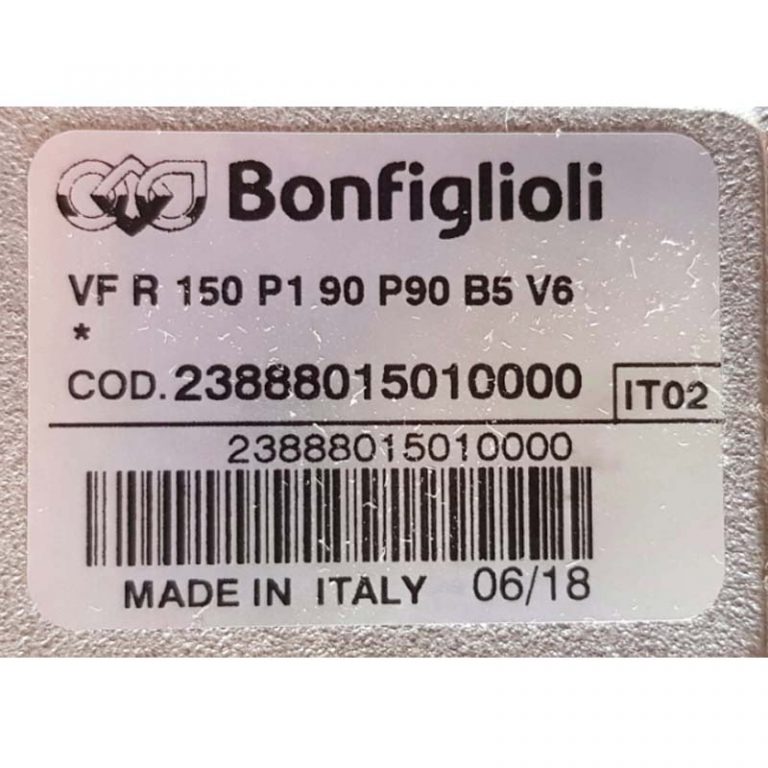 Bonfiglioli
VF R 150 P1 90 P90 B5 V6
*
COD. 23888015010000
IT02
23888015010000
MADE IN ITALY 06/18